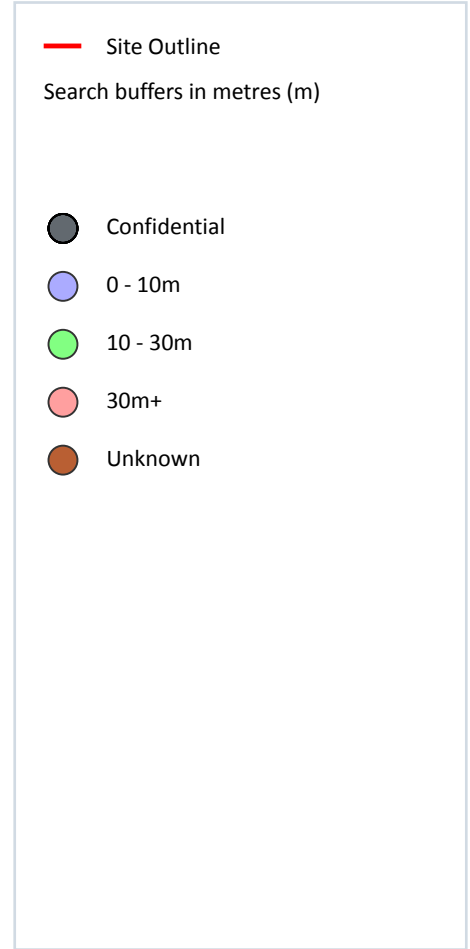 Site Outline
Search buffers in metres (m)
Confidential
0 - 10m
10 - 30m
30m+
Unknown